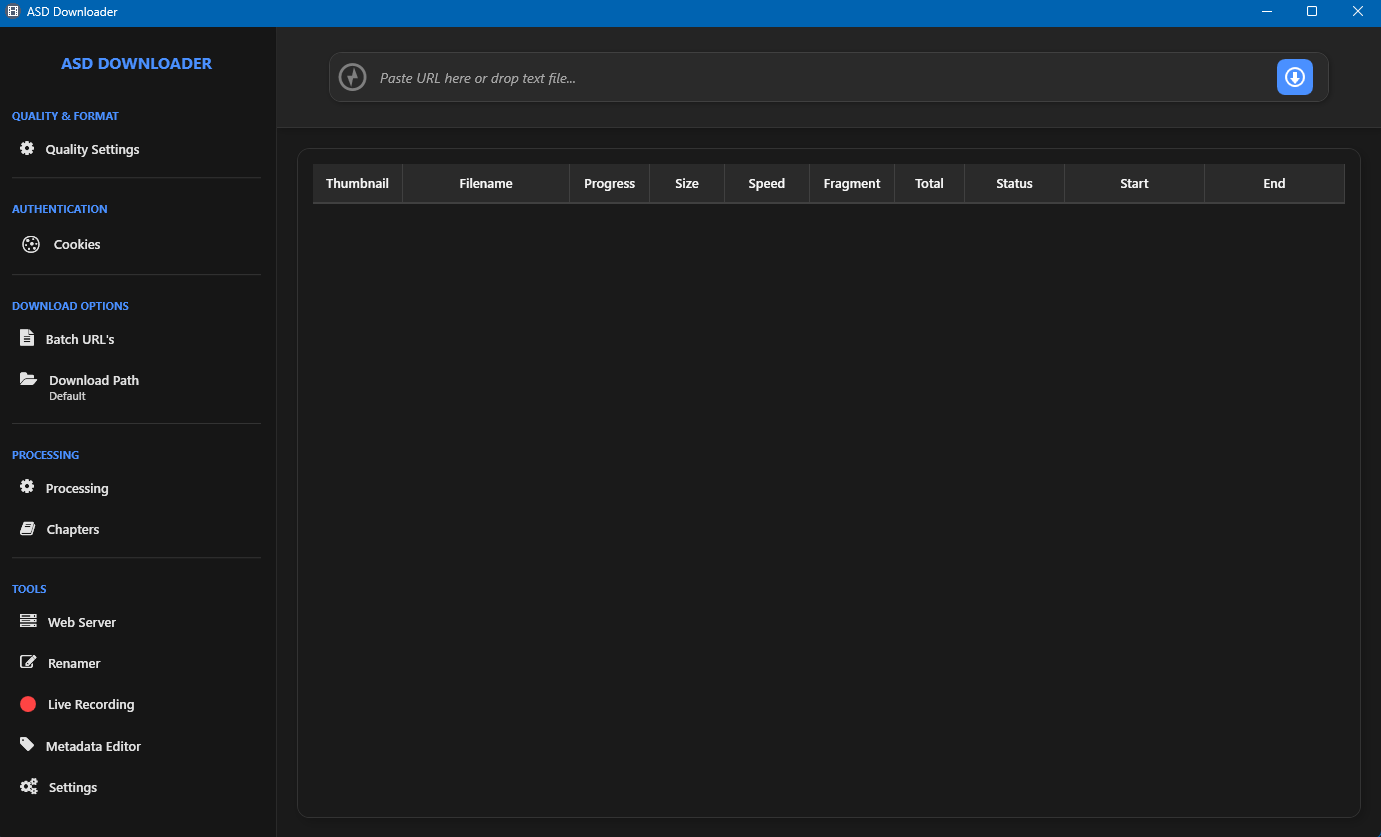 ASD Downloader
ASD DOWNLOADER
QUALITY & FORMAT
Quality Settings
AUTHENTICATION
Cookies
DOWNLOAD OPTIONS
Batch URL's
Download Path
Default
PROCESSING
Processing
Chapters
TOOLS
Web Server
Renamer
Live Recording
Metadata Editor
Settings
Paste URL here or drop text file...
Thumbnail Filename Progress Size Speed Fragment Total Status Start End